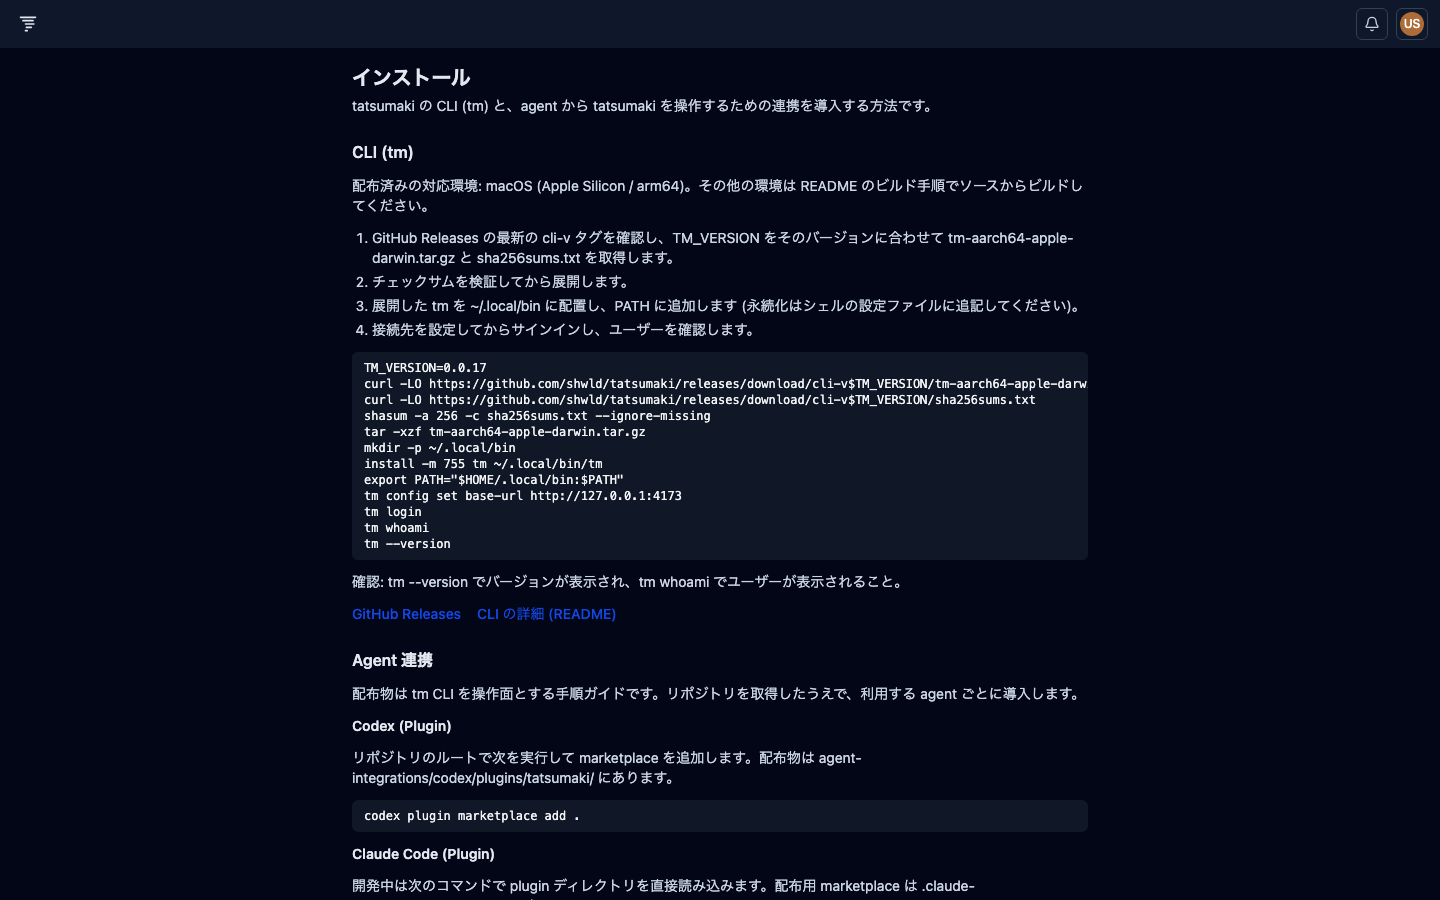 US
インストール
tatsumaki の CLI (tm) と、agent から tatsumaki を操作するための連携を導入する方法です。
CLI (tm)
配布済みの対応環境: macOS (Apple Silicon / arm64)。その他の環境は README のビルド手順でソースからビルドし
てください。
1. GitHub Releases の最新の cli-v タグを確認し、TM_VERSION をそのバージョンに合わせて tm-aarch64-apple-
darwin.tar.gz と sha256sums.txt を取得します。
2. チェックサムを検証してから展開します。
3. 展開した tm を ~/.local/bin に配置し、PATH に追加します (永続化はシェルの設定ファイルに追記してください)。
4. 接続先を設定してからサインインし、ユーザーを確認します。
TM_VERSION=0.0.17
curl -LO https://github.com/shwld/tatsumaki/releases/download/cli-v$TM_VERSION/tm-aarch64-apple-darw
curl -LO https://github.com/shwld/tatsumaki/releases/download/cli-v$TM_VERSION/sha256sums.txt
shasum -a 256 -c sha256sums.txt --ignore-missing
tar -xzf tm-aarch64-apple-darwin.tar.gz
mkdir -p ~/.local/bin
install -m 755 tm ~/.local/bin/tm
export PATH="$HOME/.local/bin:$PATH"
tm config set base-url http://127.0.0.1:4173
tm login
tm whoami
tm --version
確認: tm --version でバージョンが表示され、tm whoami でユーザーが表示されること。
GitHub Releases CLI の詳細 (README)
Agent 連携
配布物は tm CLI を操作面とする手順ガイドです。リポジトリを取得したうえで、利用する agent ごとに導入します。
Codex (Plugin)
リポジトリのルートで次を実行して marketplace を追加します。配布物は agent-
integrations/codex/plugins/tatsumaki/ にあります。
codex plugin marketplace add .
Claude Code (Plugin)
開発中は次のコマンドで plugin ディレクトリを直接読み込みます。配布用 marketplace は .claude-